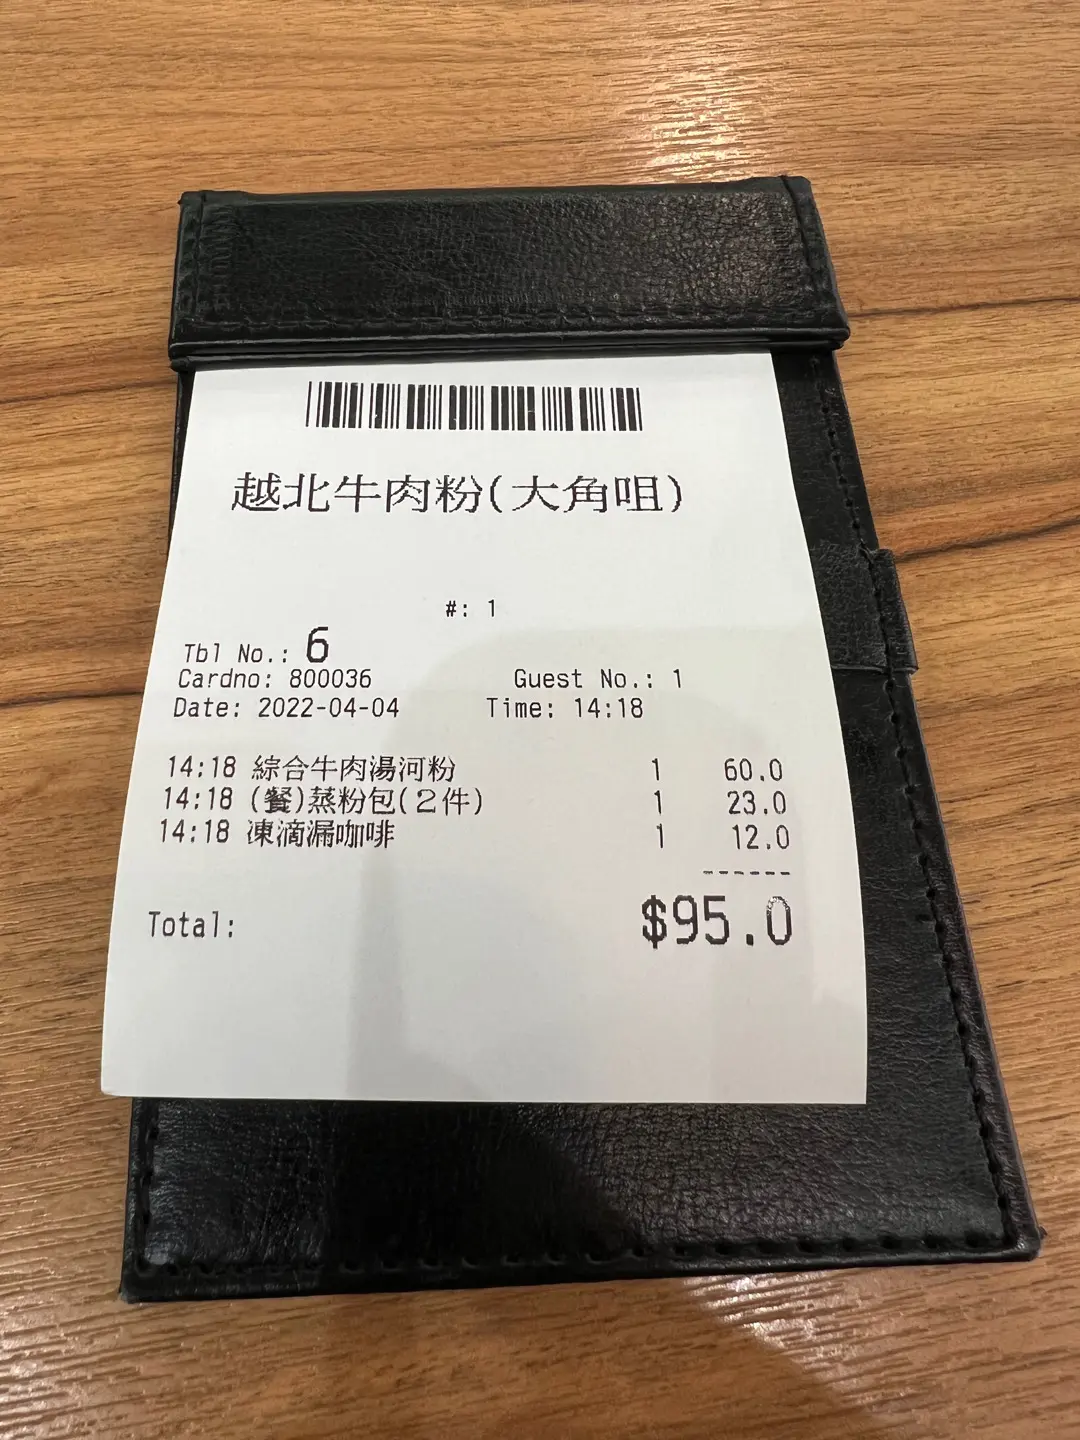 越北牛肉粉(大角咀)
#: 1
Tbl No.: 6
Cardno: 800036 Guest No.: 1
Date: 2022-04-04 Time: 14:18
14:18 綜合牛肉湯河粉 1 60.0
14:18 (餐)蒸粉包(2件) 1 23.0
14:18 凍滴漏咖啡 1 12.0
------
Total: $95.0